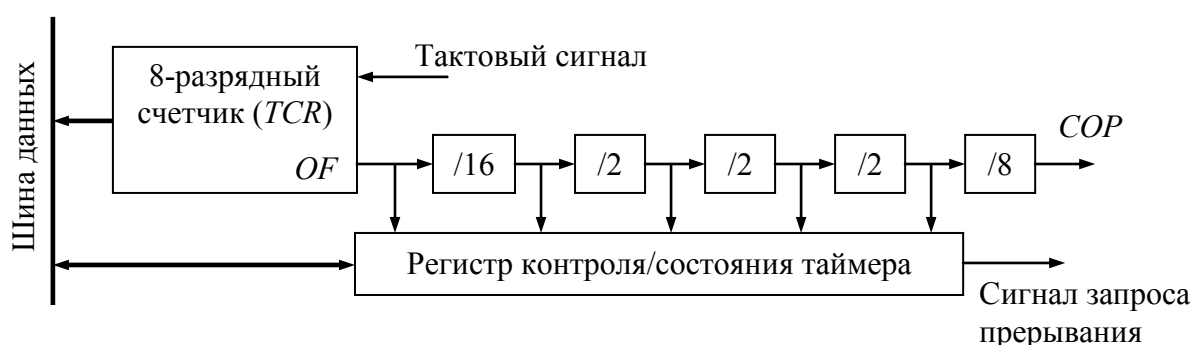 Шина данных
8-разрядный
счетчик (TCR)
OF
Тактовый сигнал
/16
/2
/2
/2
/8
COP
Регистр контроля/состояния таймера
Сигнал запроса
прерывания